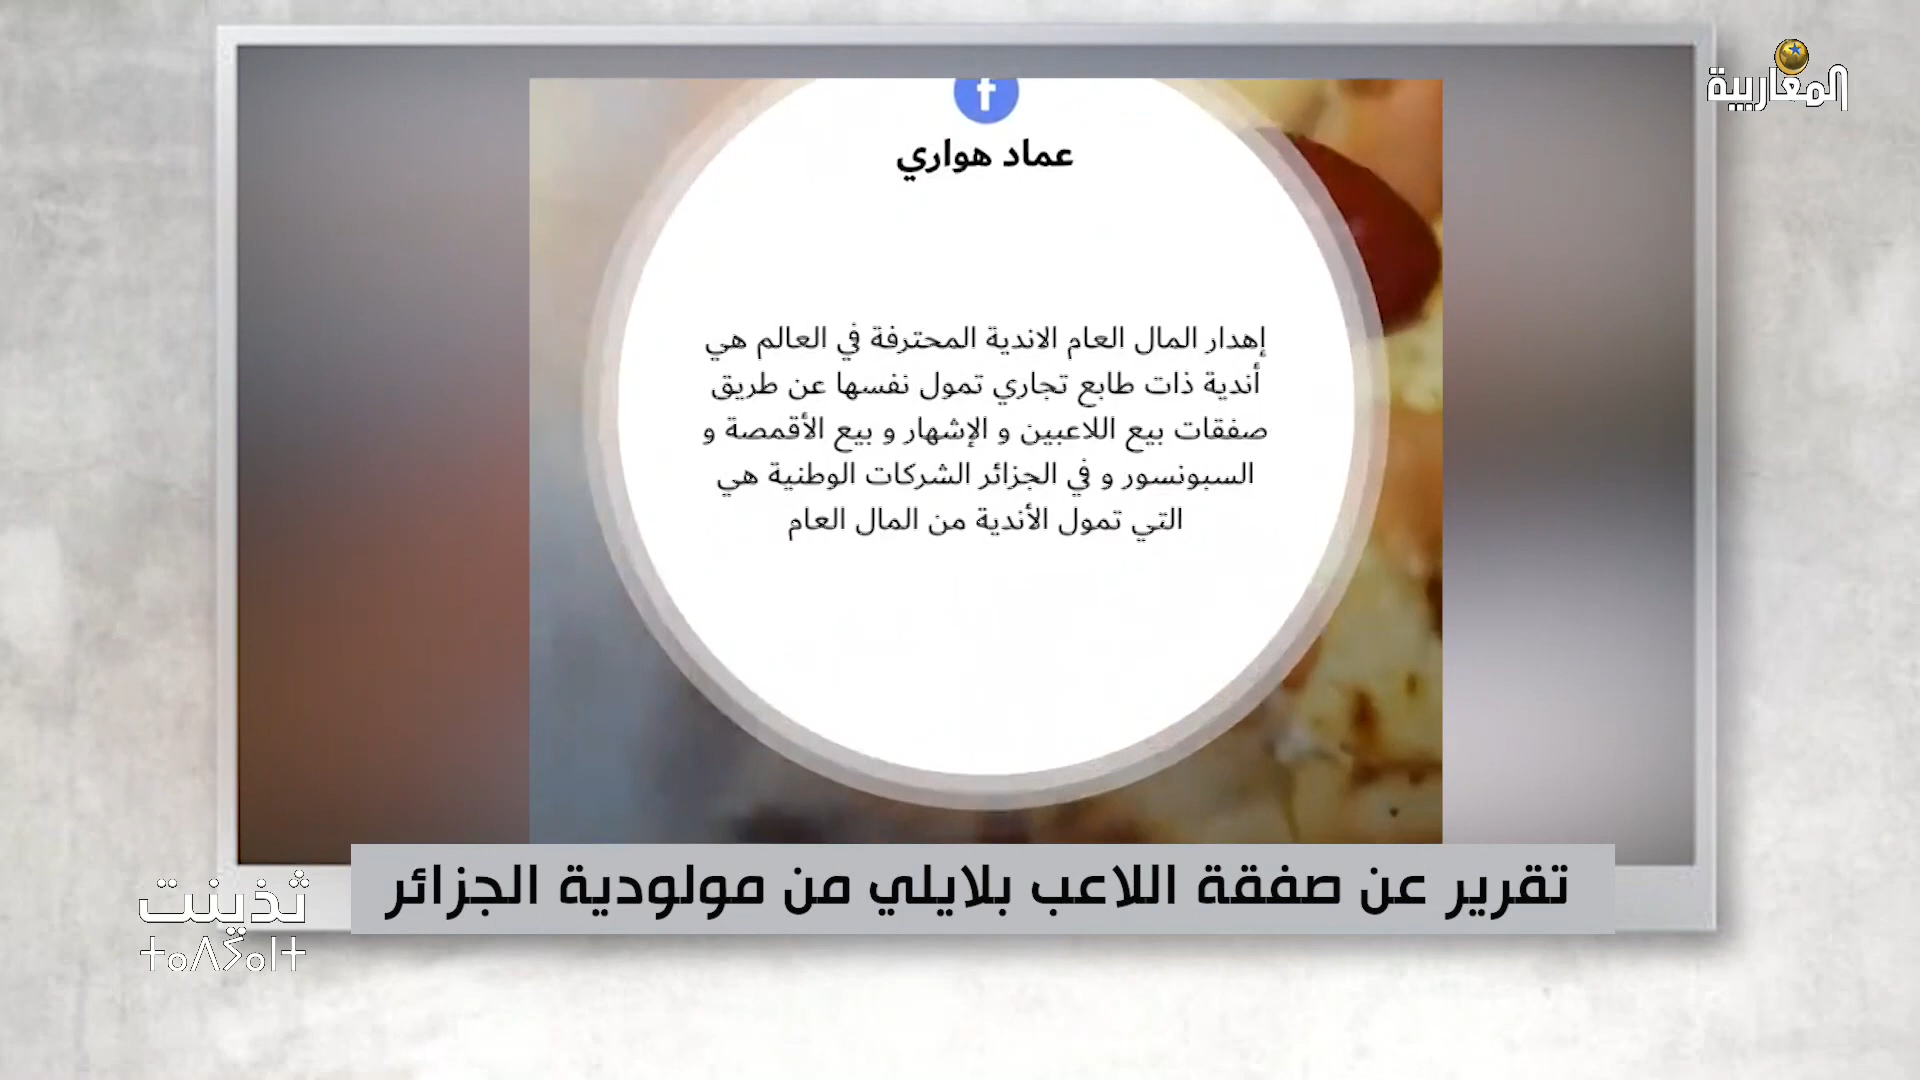 المغاربية
عماد هواري
إهدار المال العام الاندية المحترفة في العالم هي
أندية ذات طابع تجاري تمول نفسها عن طريق
صفقات بيع اللاعبين و الإشهار و بيع الأقمصة و
السبونسور و في الجزائر الشركات الوطنية هي
التي تمول الأندية من المال العام
تقرير عن صفقة اللاعب بلايلي من مولودية الجزائر
ثذينت
ⵜⴰⴷⵢⴰⵏⵜ